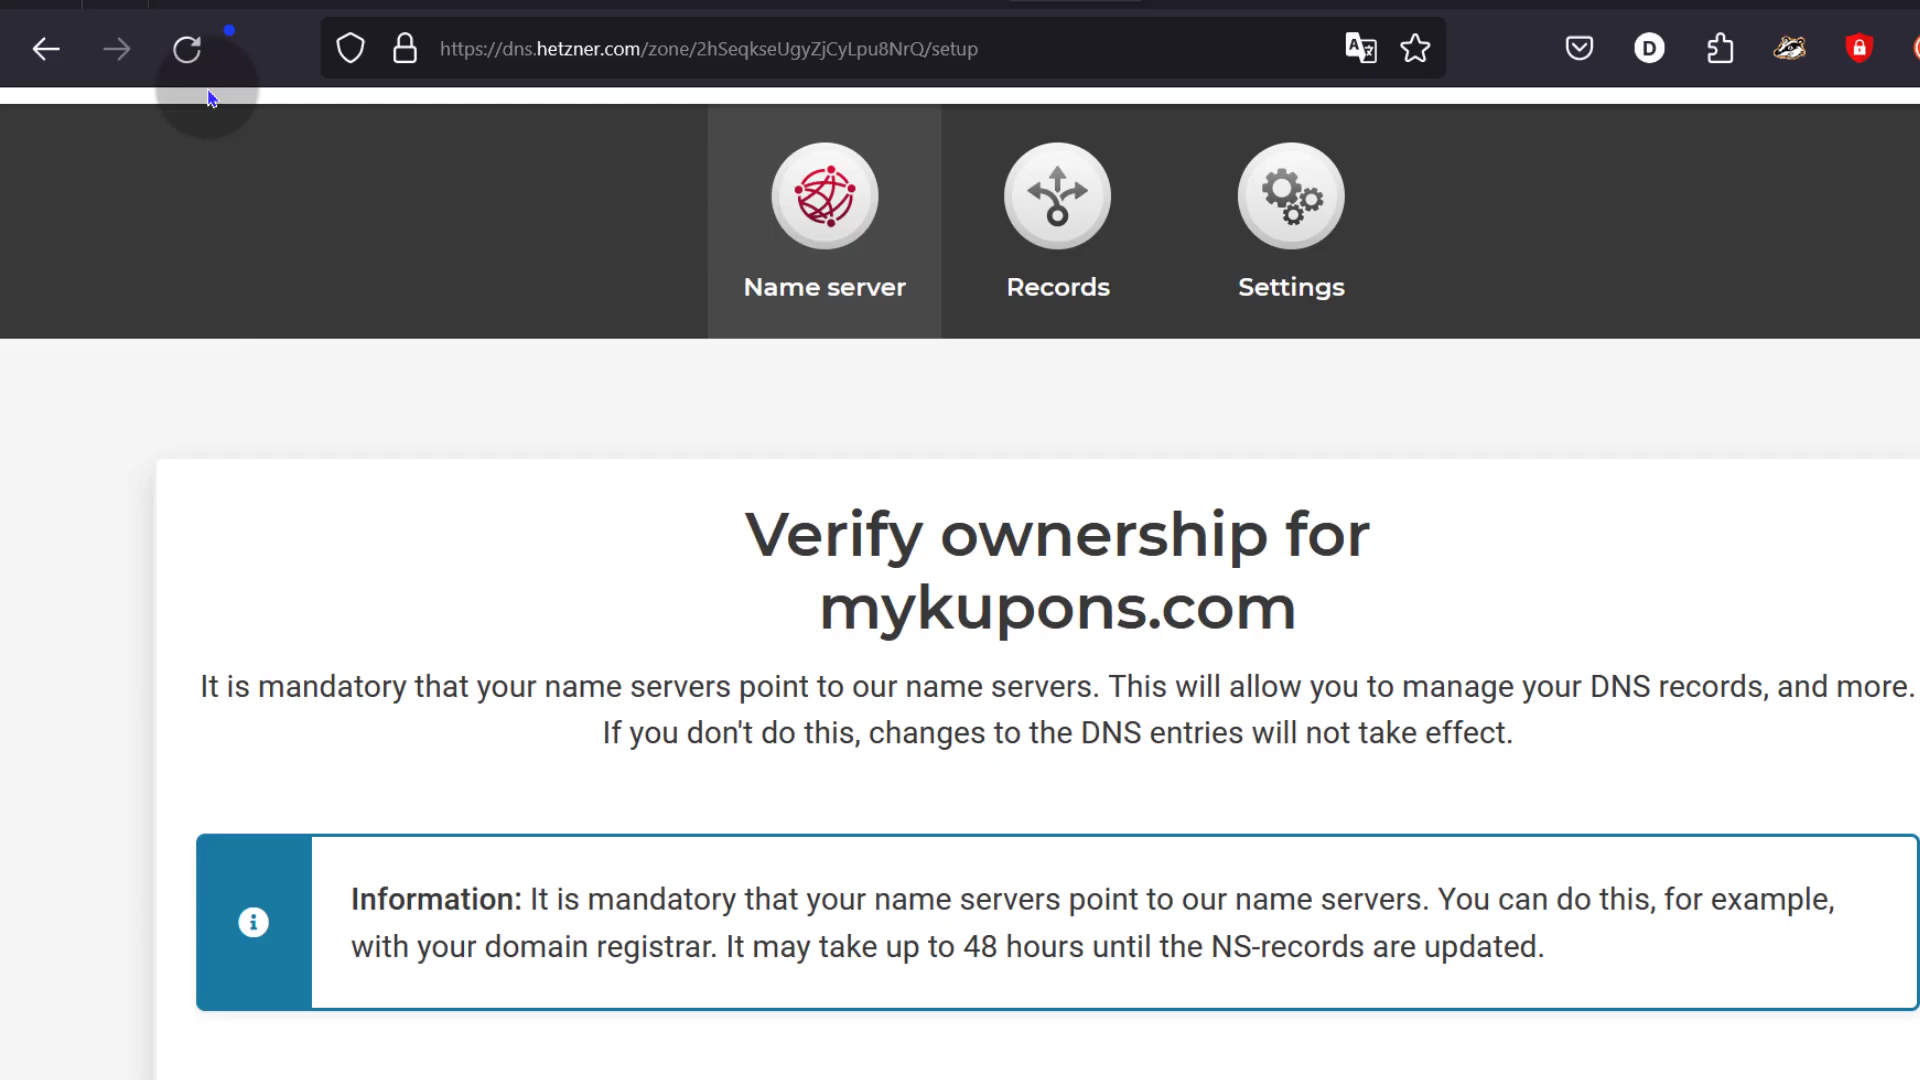 https://dns.hetzner.com/zone/2hSeqkseUgyZjCyLpu8NrQ/setup
D
Name server
Records
Settings
Verify ownership for
mykupons.com
It is mandatory that your name servers point to our name servers. This will allow you to manage your DNS records, and more.
If you don't do this, changes to the DNS entries will not take effect.
Information: It is mandatory that your name servers point to our name servers. You can do this, for example,
with your domain registrar. It may take up to 48 hours until the NS-records are updated.